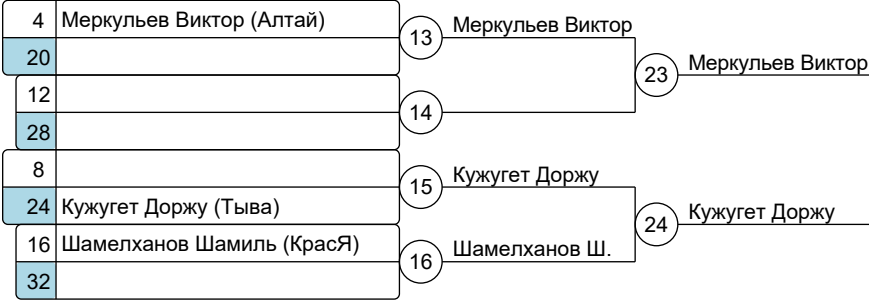 4 Меркульев Виктор (Алтай)
20
13 Меркульев Виктор
12
28
14
23 Меркульев Виктор
8
24 Кужугет Доржу (Тыва)
15 Кужугет Доржу
16 Шамелханов Шамиль (КрасЯ)
32
16 Шамелханов Ш.
24 Кужугет Доржу